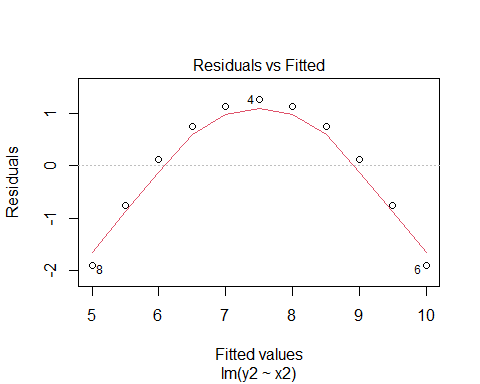 Residuals vs Fitted
Residuals
1
0
-1
-2
4
8
6
5 6 7 8 9 10
Fitted values
lm(y2 ~ x2)